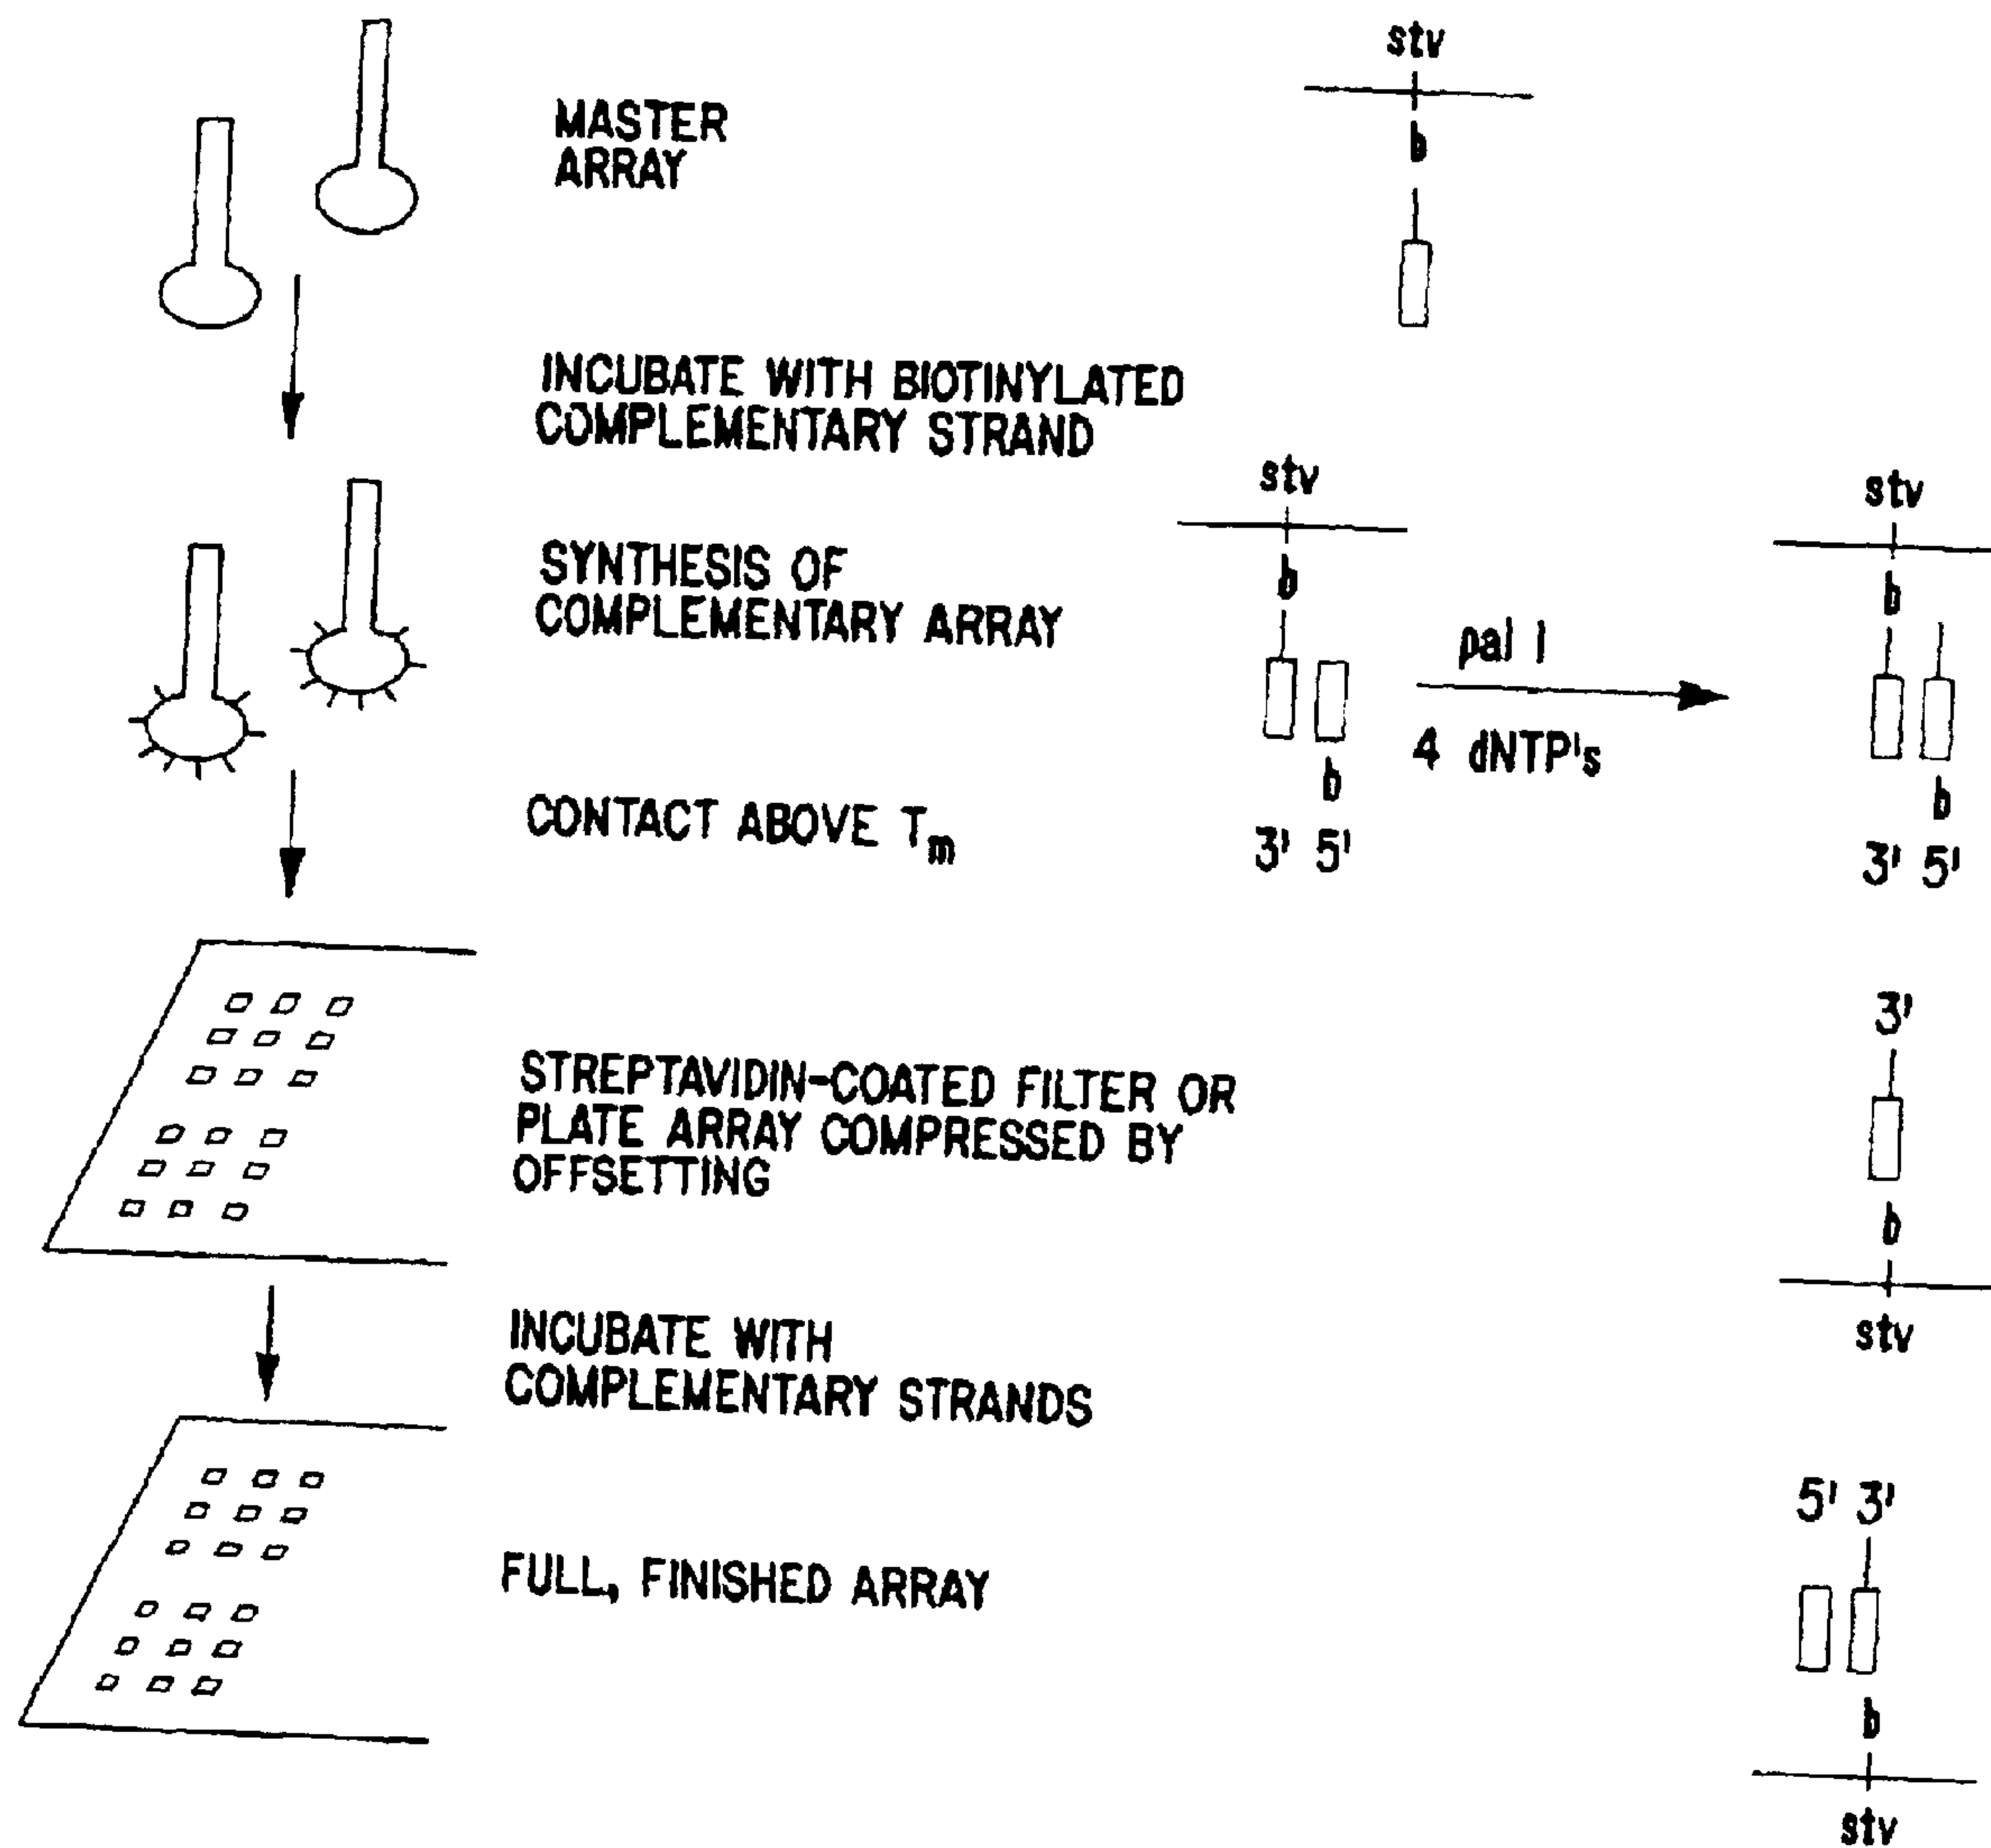 stv
MASTER
ARRAY
b
INCUBATE WITH BIOTINYLATED
COMPLEMENTARY STRAND
stv
stv
SYNTHESIS OF
COMPLEMENTARY ARRAY
b
b
pal I
4 dNTP's
b
b
3' 5'
3' 5'
CONTACT ABOVE Tm
3'
STREPTAVIDIN-COATED FILTER OR
PLATE ARRAY COMPRESSED BY
OFFSETTING
b
stv
INCUBATE WITH
COMPLEMENTARY STRANDS
5' 3'
FULL, FINISHED ARRAY
b
stv